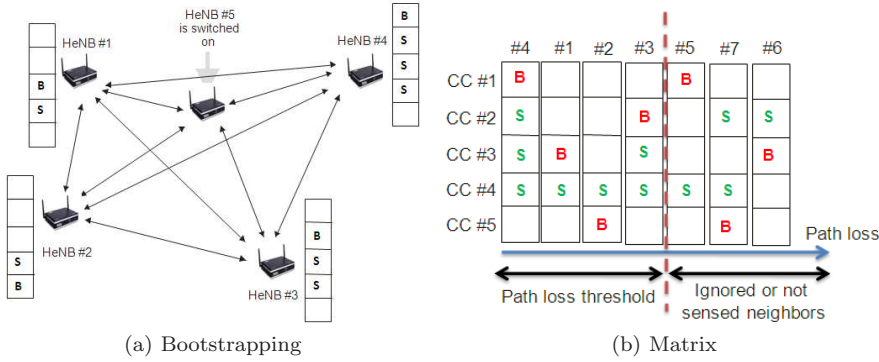 HeNB #5
is switched
on
HeNB #1
HeNB #4
B
S
B
S
S
S
HeNB #2
S
B
HeNB #3
B
S
S
(a) Bootstrapping
#4 #1 #2 #3 #5 #7 #6
CC #1 B B
CC #2 S B S S
CC #3 S B S B
CC #4 S S S S S S
CC #5 B B
Path loss
Path loss threshold
Ignored or not
sensed neighbors
(b) Matrix